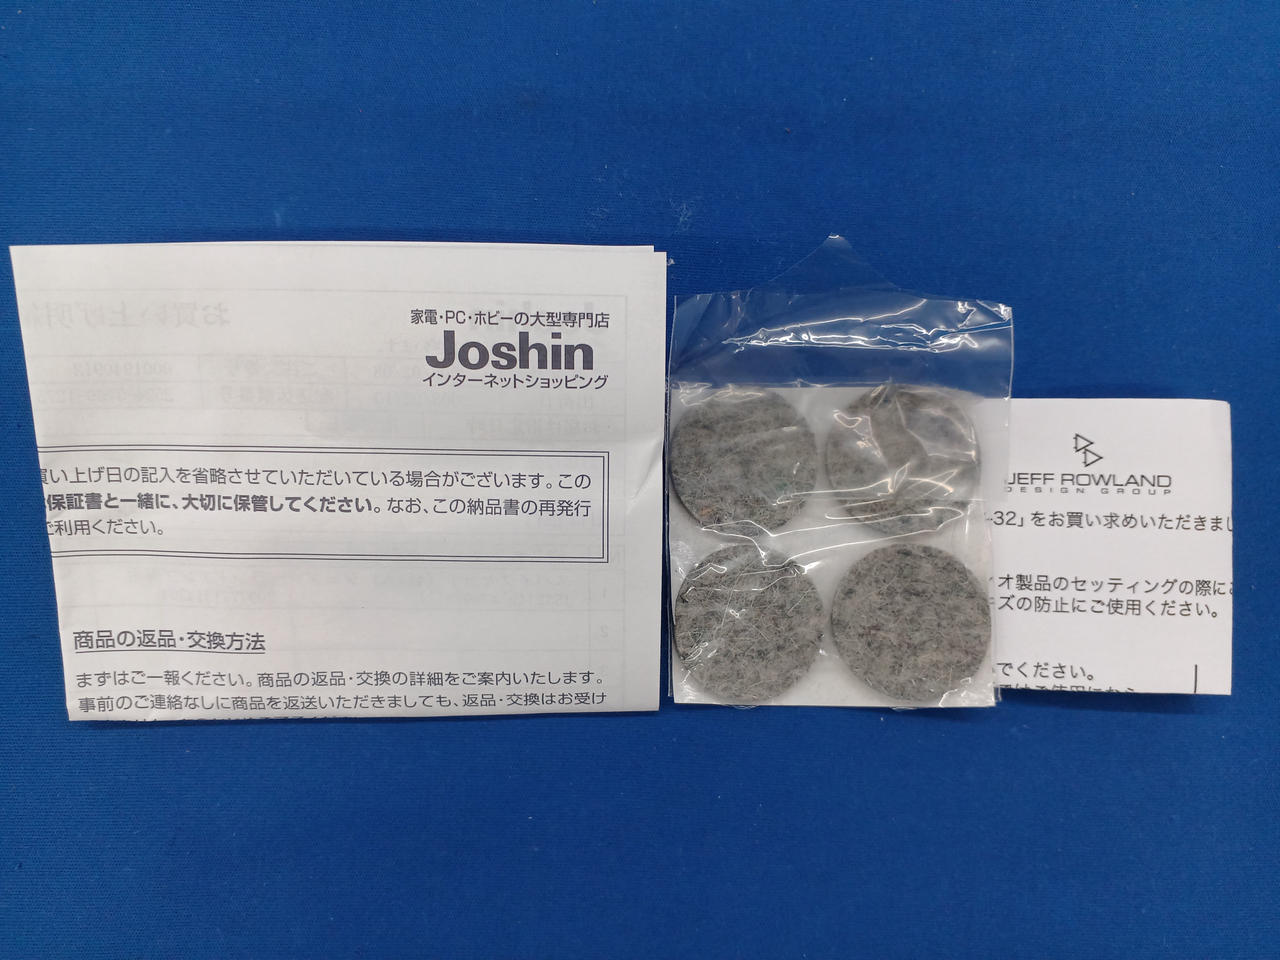 家電・PC・ホビーの大型専門店
Joshin
インターネットショッピング
買い上げ日の記入を省略させていただいている場合がございます。この
保証書と一緒に、大切に保管してください。なお、この納品書の再発行
ご利用ください。
商品の返品・交換方法
まずはご一報ください。商品の返品・交換の詳細をご案内いたします。
事前のご連絡なしに商品を返送いただきましても、返品・交換はお受け
JEFF ROWLAND
DESIGN GROUP
-32」をお買い求めいただきまし
ィオ製品のセッティングの際に
ズの防止にご使用ください。
でください。